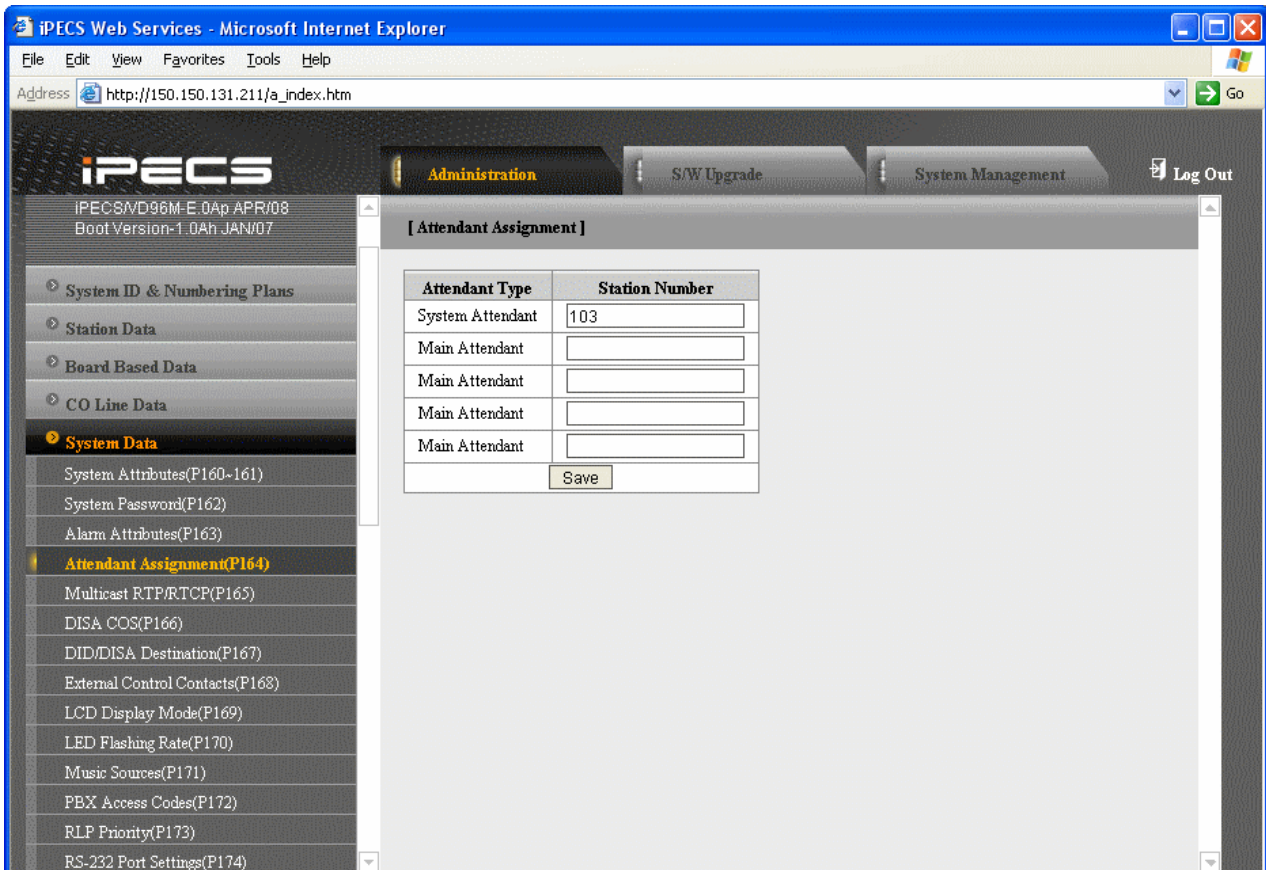 iPECS Web Services - Microsoft Internet Explorer
File Edit View Favorites Tools Help
Address http://150.150.131.211/a_index.htm Go
iPECS
Administration S/W Upgrade System Management Log Out
iPECS/VD96M-E.0Ap APR/08
Boot Version-1.0Ah JAN/07
System ID & Numbering Plans
Station Data
Board Based Data
CO Line Data
System Data
System Attributes(P160~161)
System Password(P162)
Alarm Attributes(P163)
Attendant Assignment(P164)
Multicast RTP/RTCP(P165)
DISA COS(P166)
DID/DISA Destination(P167)
External Control Contacts(P168)
LCD Display Mode(P169)
LED Flashing Rate(P170)
Music Sources(P171)
PBX Access Codes(P172)
RLP Priority(P173)
RS-232 Port Settings(P174)
[ Attendant Assignment ]
Attendant Type Station Number
System Attendant 103
Main Attendant
Main Attendant
Main Attendant
Main Attendant
Save